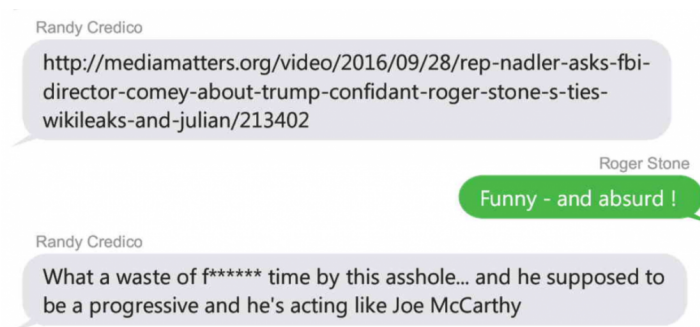 Randy Credico
http://mediamatters.org/video/2016/09/28/rep-nadler-asks-fbi-
director-comey-about-trump-confidant-roger-stone-s-ties-
wikileaks-and-julian/213402
Roger Stone
Funny - and absurd !
Randy Credico
What a waste of f****** time by this asshole... and he supposed to
be a progressive and he's acting like Joe McCarthy